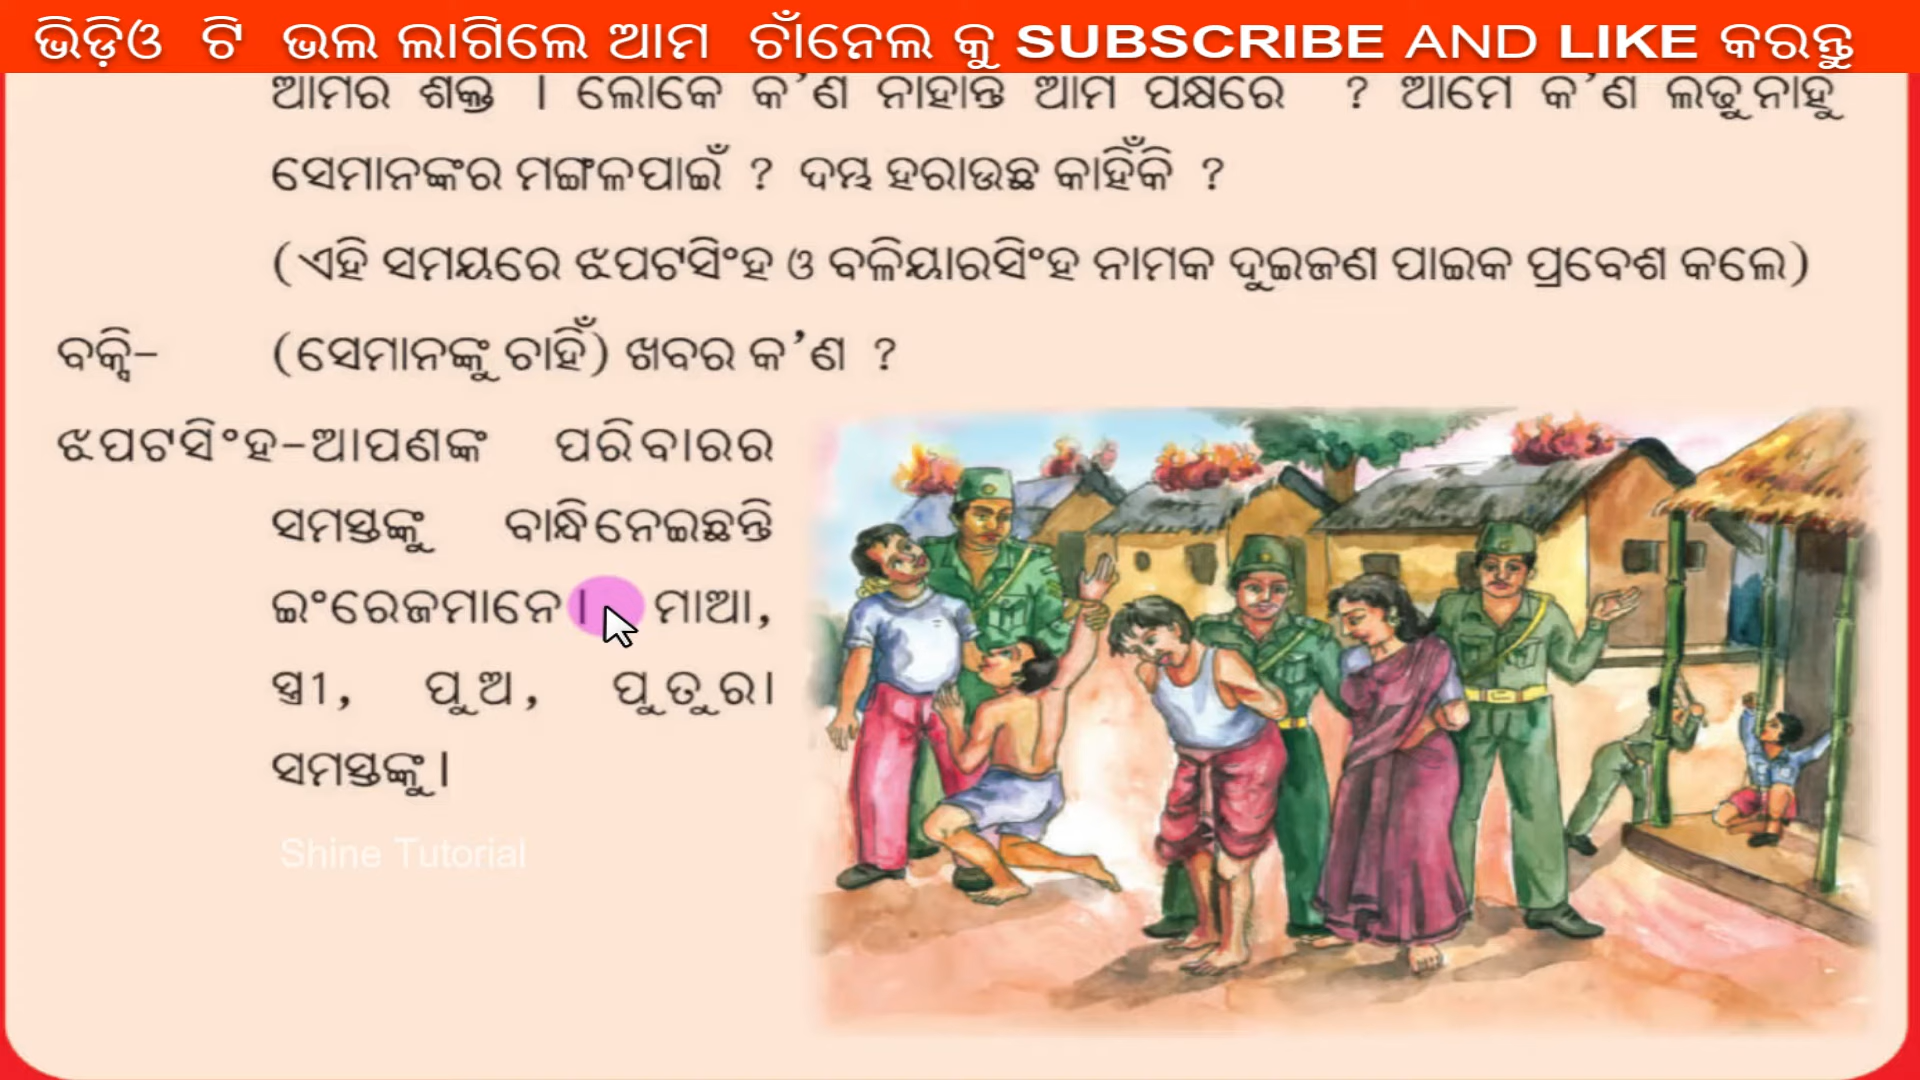 ଭିଡ଼ିଓ ଟି ଭଲ ଲାଗିଲେ ଆମ ଚାଁନେଲ କୁ SUBSCRIBE AND LIKE କରନ୍ତୁ
ଆମର ଶକ୍ତି । ଲୋକେ କ’ଣ ନାହାନ୍ତି ଆମ ପକ୍ଷରେ ? ଆମେ କ’ଣ ଲଢୁନାହୁଁ
ସେମାନଙ୍କର ମଙ୍ଗଳପାଇଁ ? ଦମ୍ଭ ହରାଉଛ କାହିଁକି ?
(ଏହି ସମୟରେ ଝପଟସିଂହ ଓ ବଳିୟାରସିଂହ ନାମକ ଦୁଇଜଣ ପାଇକ ପ୍ରବେଶ କଲେ)
ବକ୍ସି– (ସେମାନଙ୍କୁ ଚାହିଁ) ଖବର କ’ଣ ?
ଝପଟସିଂହ–ଆପଣଙ୍କ ପରିବାରର
ସମସ୍ତଙ୍କୁ ବାନ୍ଧିନେଇଛନ୍ତି
ଇଂରେଜମାନେ। ମାଆ,
ସ୍ତ୍ରୀ, ପୁଅ, ପୁତୁରା
ସମସ୍ତଙ୍କୁ।
Shine Tutorial